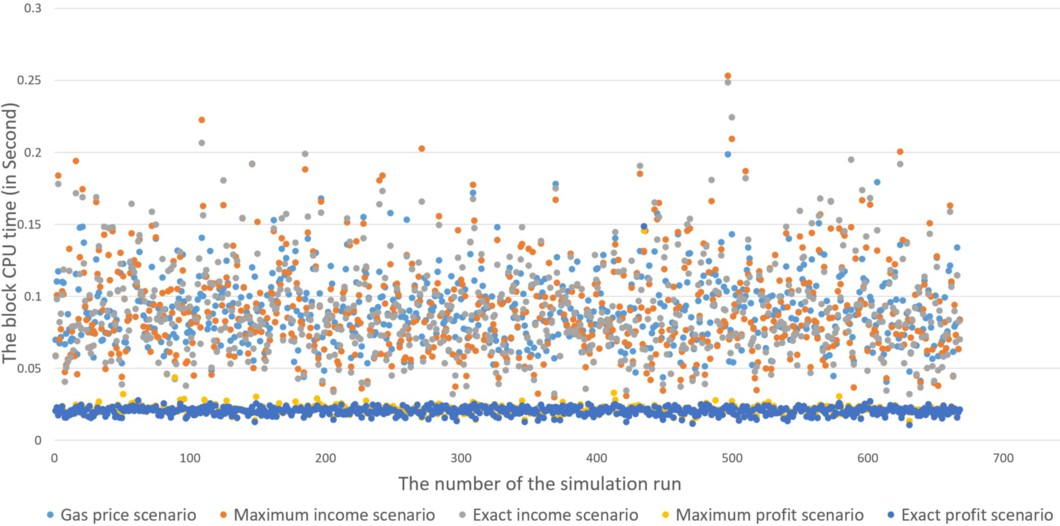 0.3
0.25
0.2
0.15
0.1
0.05
0
The block CPU time (in Second)
0 100 200 300 400 500 600 700
The number of the simulation run
Gas price scenario Maximum income scenario Exact income scenario Maximum profit scenario Exact profit scenario